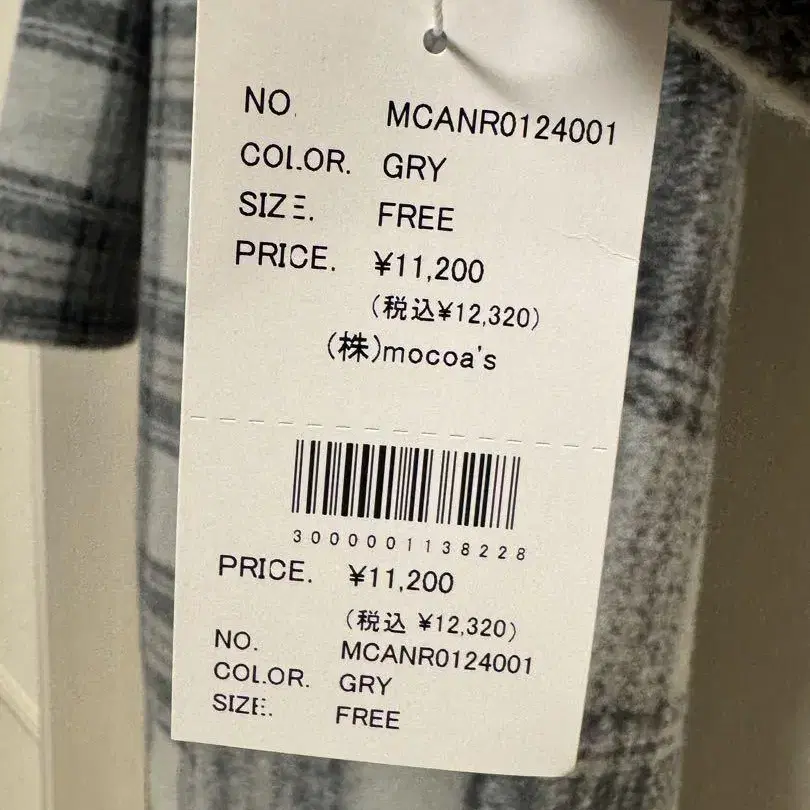 NO. MCANR0124001
COLOR. GRY
SIZE. FREE
PRICE. ¥11,200
(税込¥12,320)
(株)mocoa's
3000001138228
PRICE. ¥11,200
(税込 ¥12,320)
NO. MCANR0124001
COLOR. GRY
SIZE. FREE